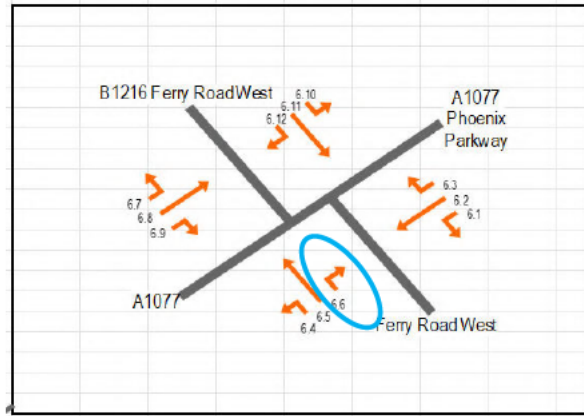 B1216 Ferry Road West
A1077
Phoenix
Parkway
6.10
6.11
6.12
6.3
6.2
6.1
6.7
6.8
6.9
A1077
6.6
6.5
6.4
Ferry Road West